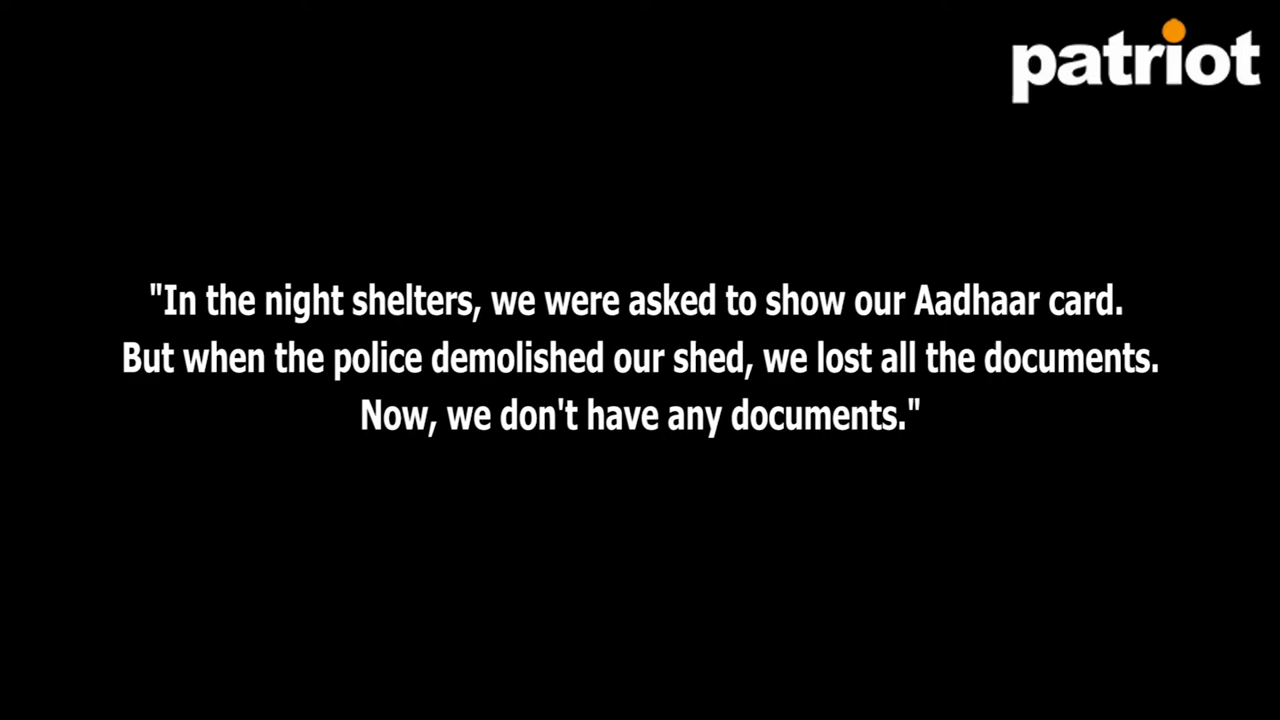 patriot
"In the night shelters, we were asked to show our Aadhaar card.
But when the police demolished our shed, we lost all the documents.
Now, we don't have any documents."